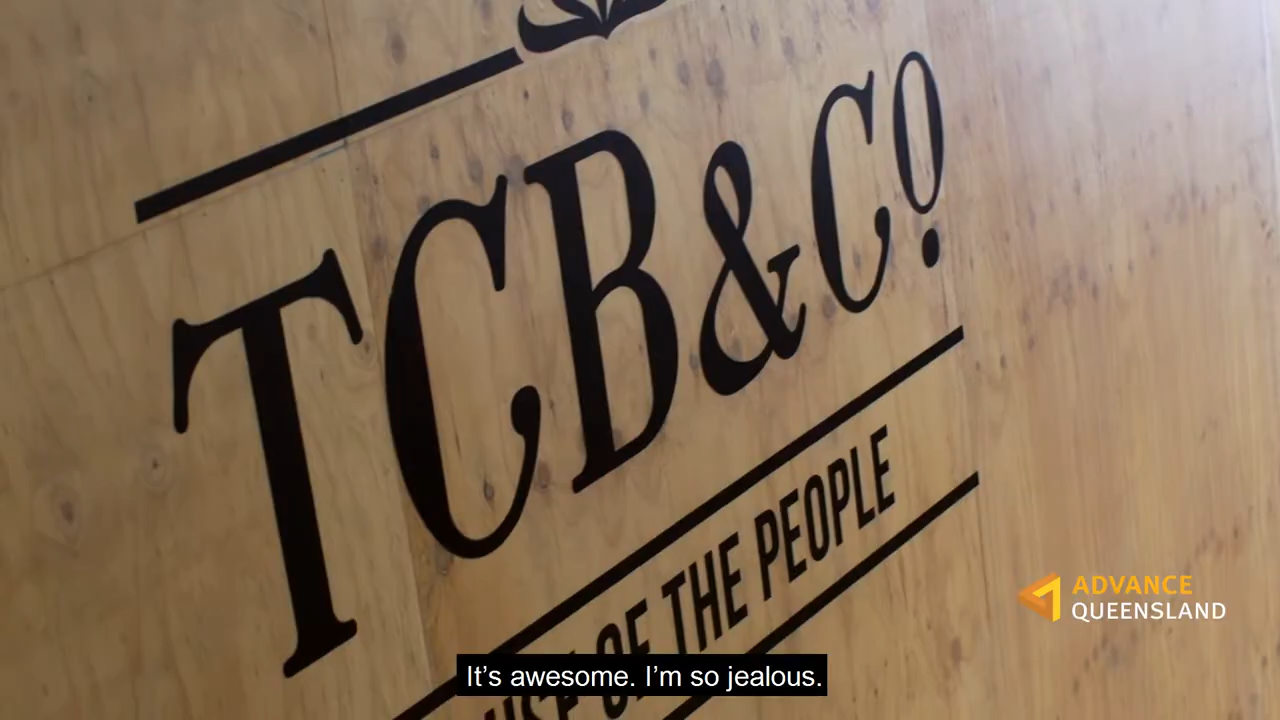 TCB & Co.
OF THE PEOPLE
ADVANCE
QUEENSLAND
It's awesome. I'm so jealous.